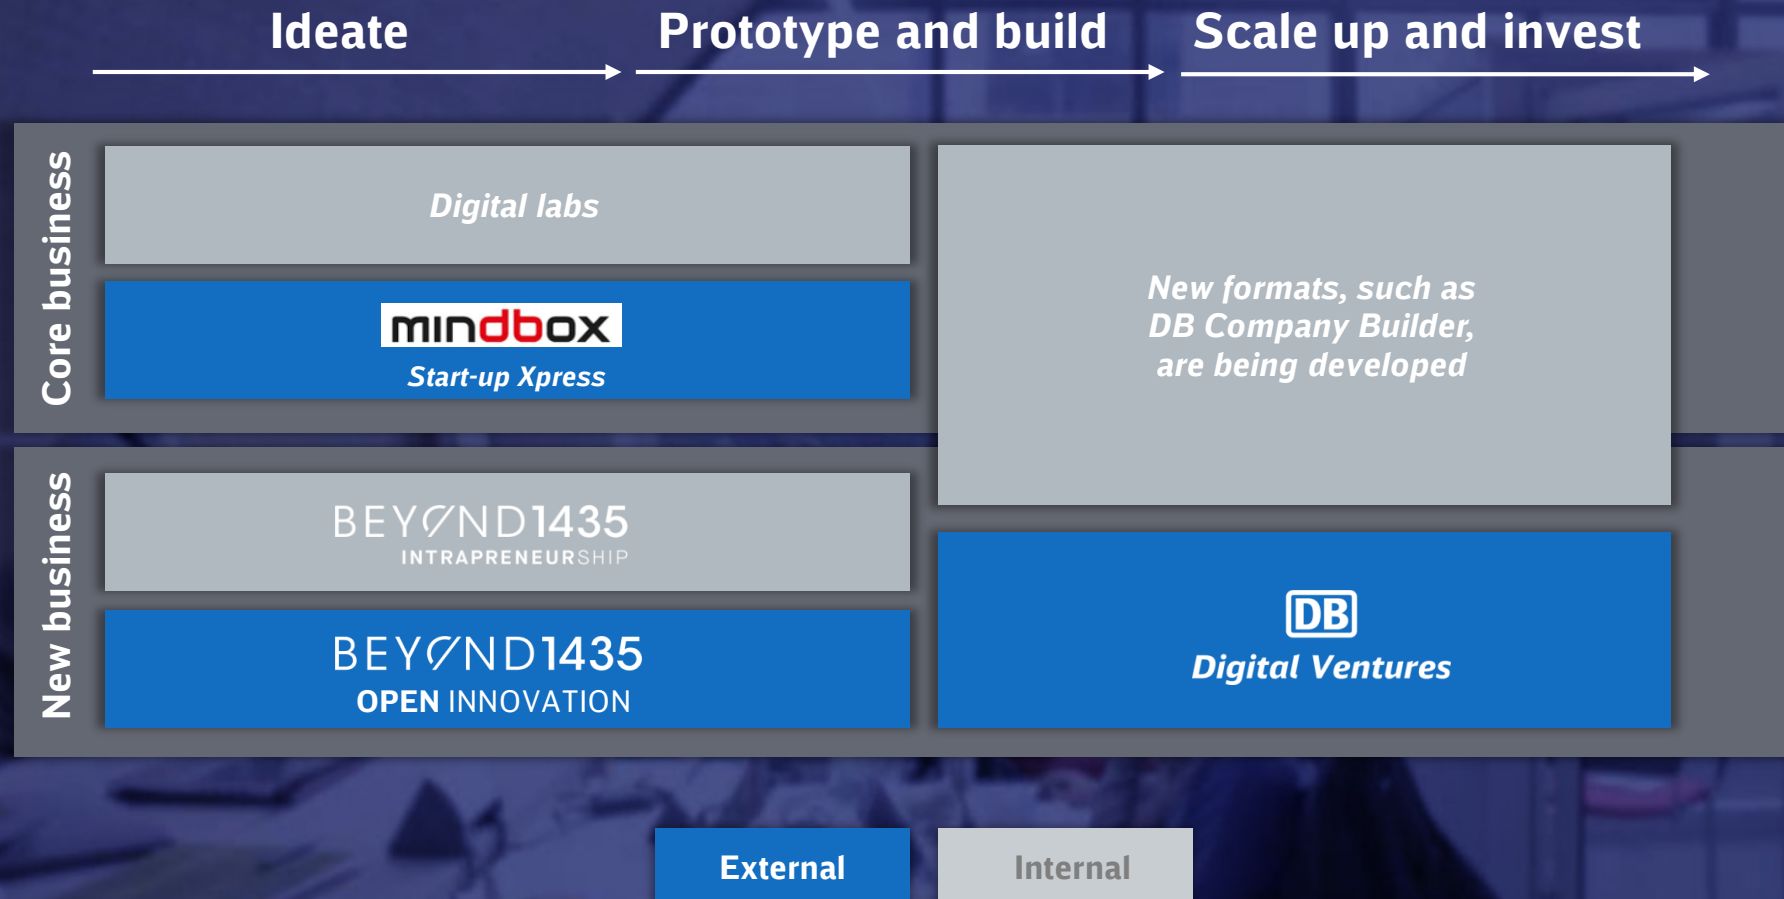 Ideate
Prototype and build
Scale up and invest
Core business
Digital labs
mindbox
Start-up Xpress
New formats, such as
DB Company Builder,
are being developed
New business
BEYOND1435
INTRAPRENEURSHIP
BEYOND1435
OPEN INNOVATION
DB
Digital Ventures
External
Internal